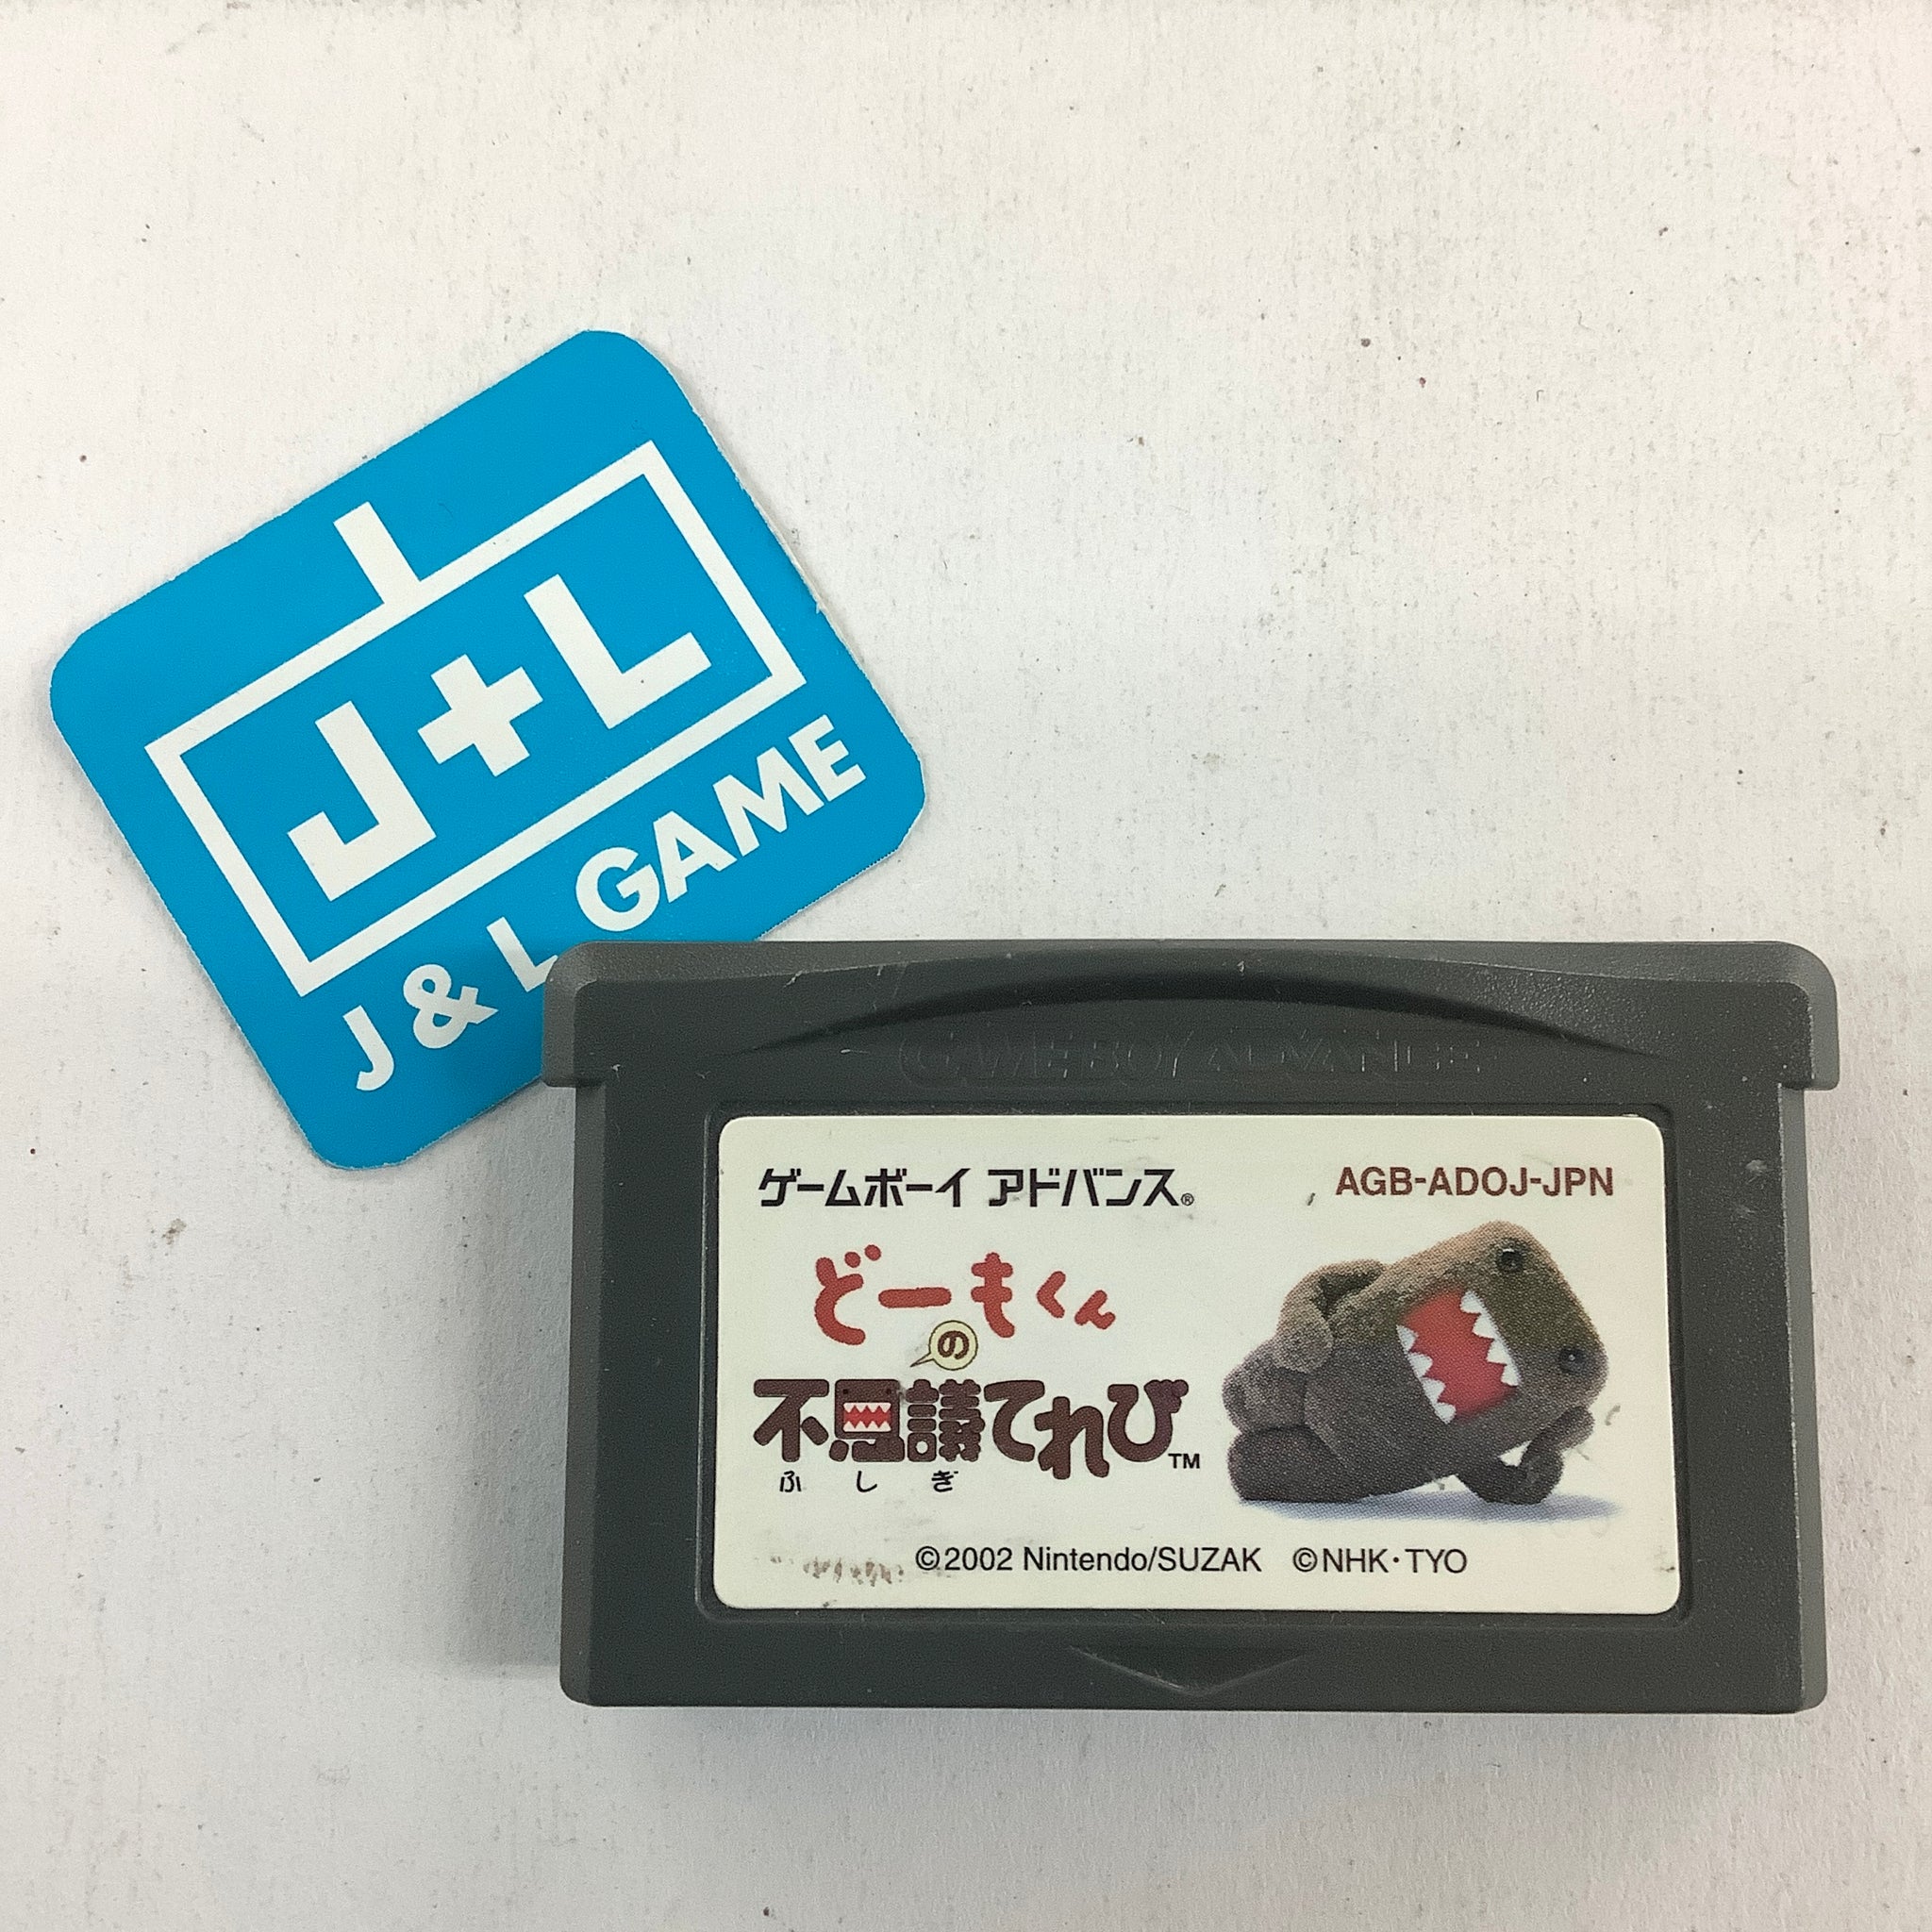 J+L
J & L GAME
GAME BOY ADVANCE
ゲームボーイ アドバンス®
AGB-ADOJ-JPN
どーもくん
の
不思議てれび™
ふしぎ
©2002 Nintendo/SUZAK ©NHK・TYO